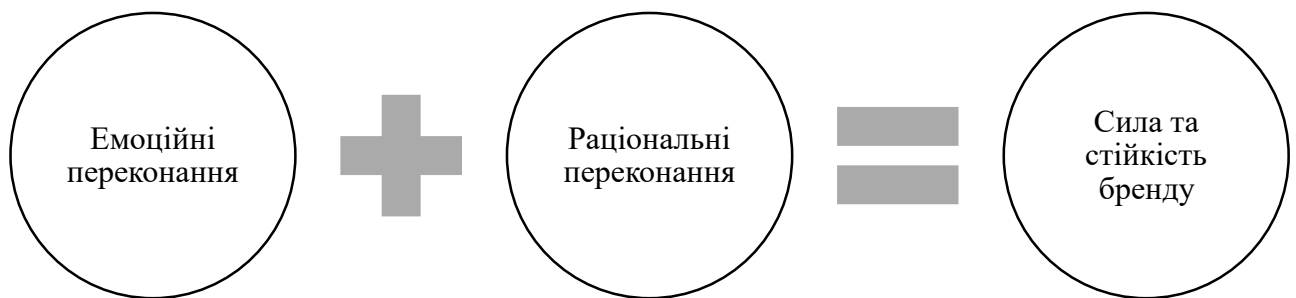 Емоційні
переконання
Раціональні
переконання
Сила та
стійкість
бренду